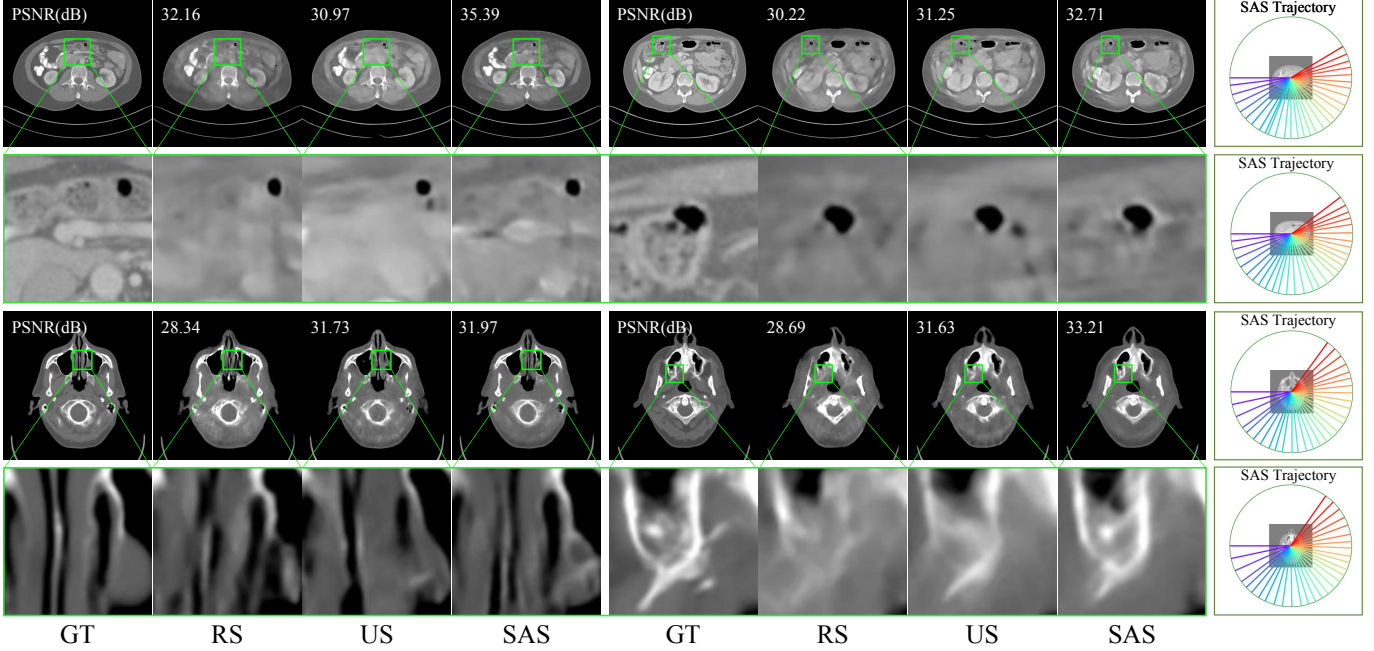 PSNR(dB) 32.16 30.97 35.39 PSNR(dB) 30.22 31.25 32.71 SAS Trajectory
SAS Trajectory
PSNR(dB) 28.34 31.73 31.97 PSNR(dB) 28.69 31.63 33.21 SAS Trajectory
SAS Trajectory
GT RS US SAS GT RS US SAS